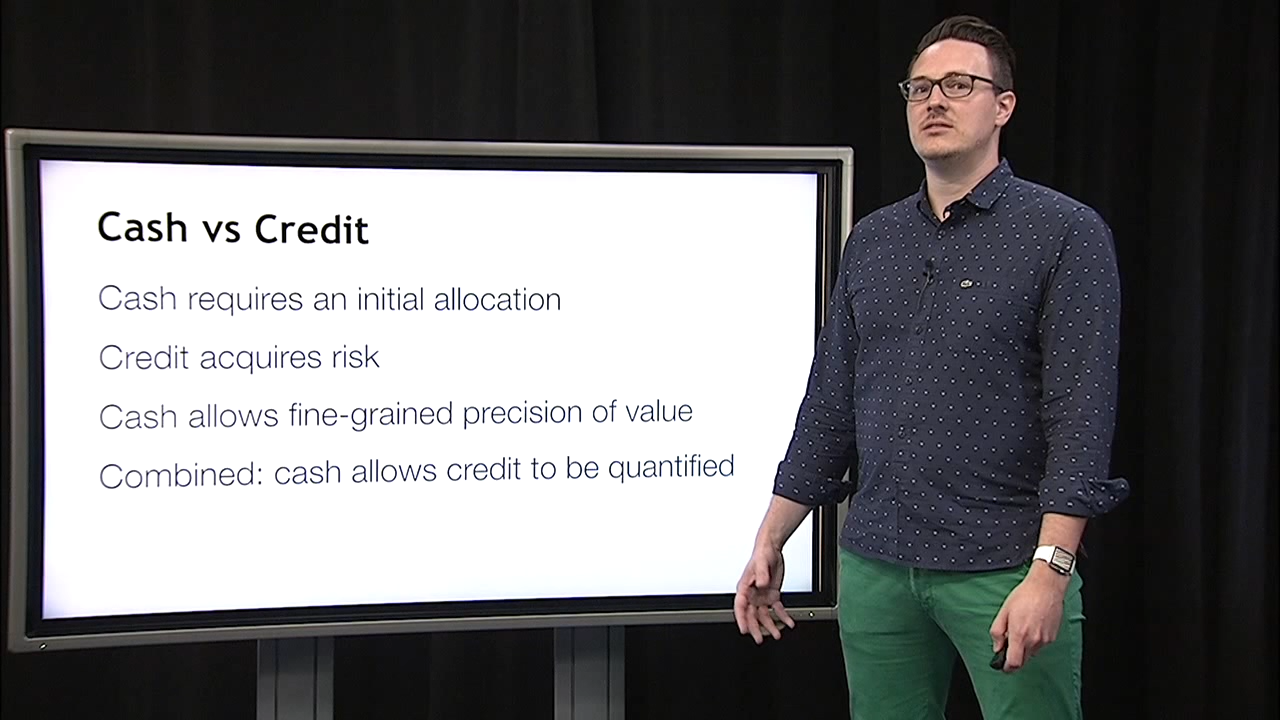 Cash vs Credit
Cash requires an initial allocation
Credit acquires risk
Cash allows fine-grained precision of value
Combined: cash allows credit to be quantified